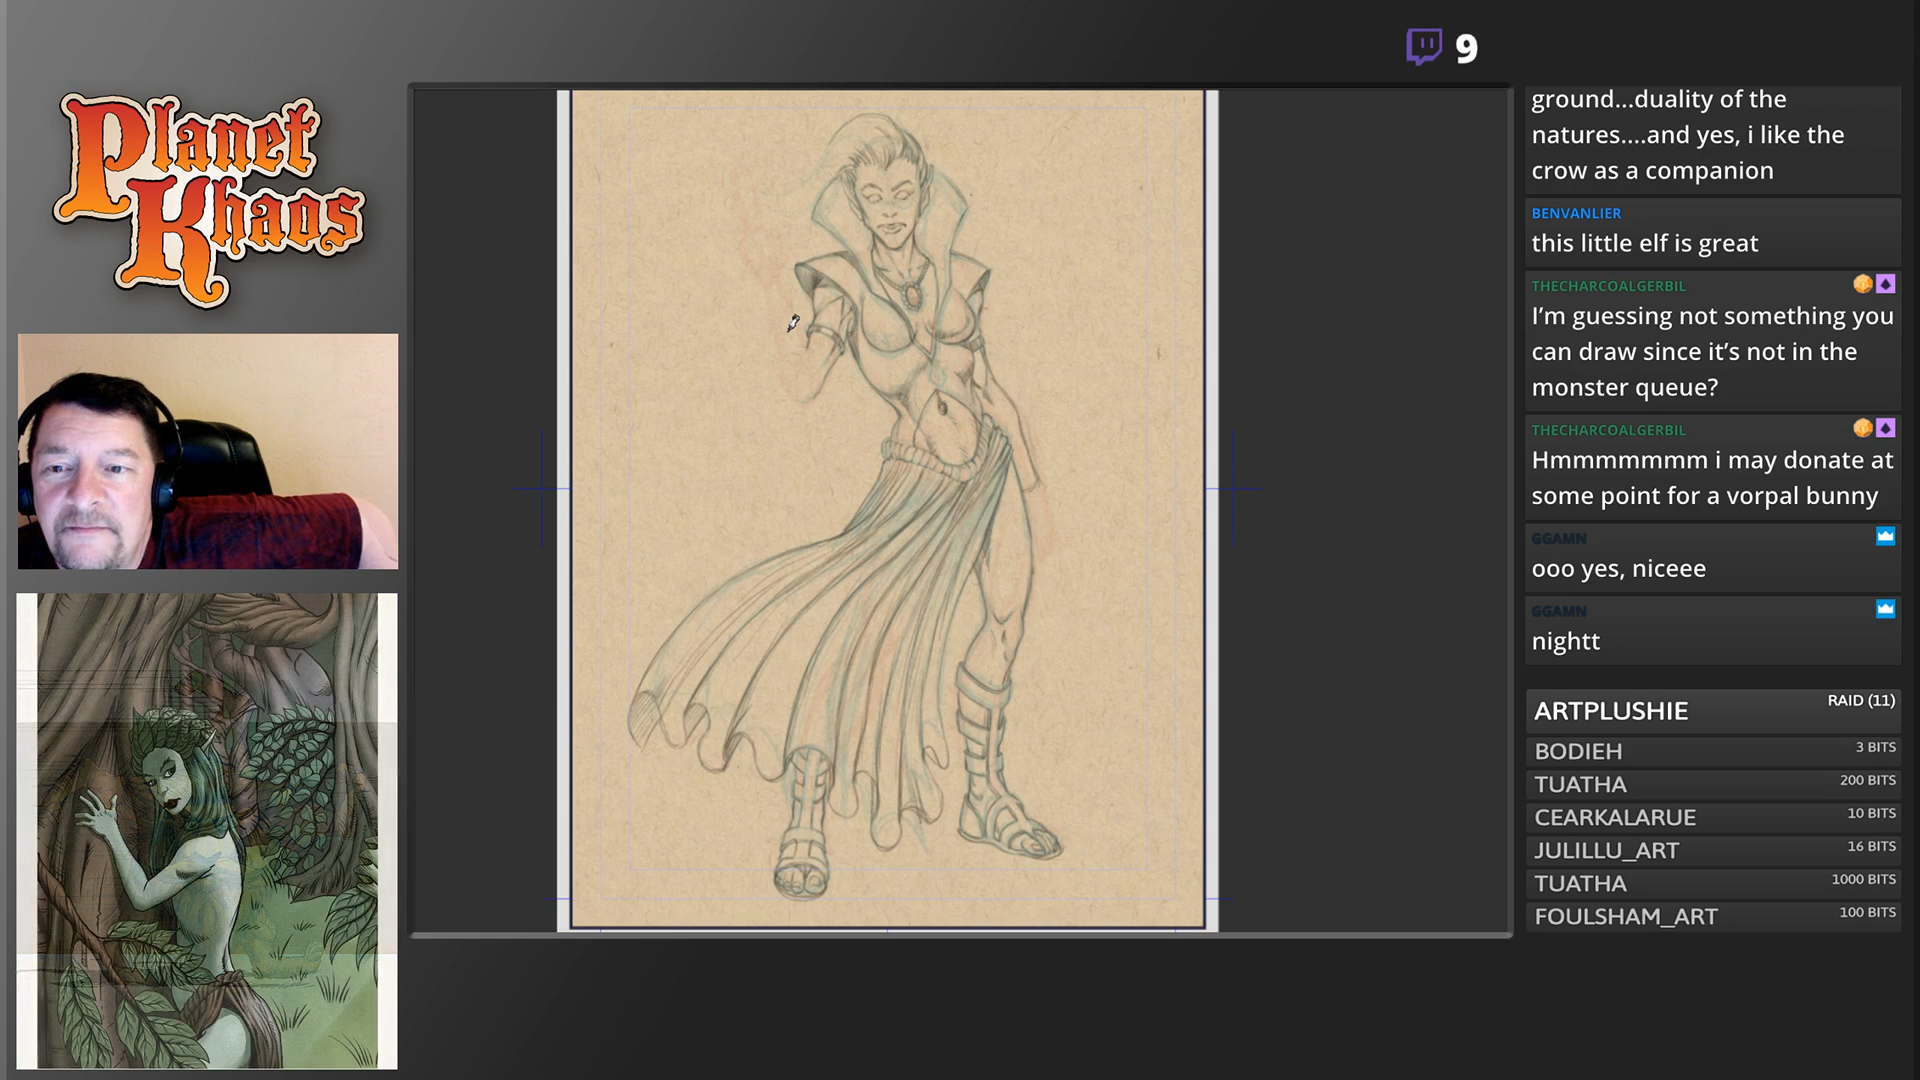 Planet
Khaos
9
ground...duality of the
natures....and yes, i like the
crow as a companion
BENVANLIER
this little elf is great
THECHARCOALGERBIL
I'm guessing not something you
can draw since it's not in the
monster queue?
THECHARCOALGERBIL
Hmmmmmmm i may donate at
some point for a vorpal bunny
GGAMN
ooo yes, niceee
GGAMN
nightt
ARTPLUSHIE RAID (11)
BODIEH 3 BITS
TUATHA 200 BITS
CEARKALARUE 10 BITS
JULILLU_ART 16 BITS
TUATHA 1000 BITS
FOULSHAM_ART 100 BITS